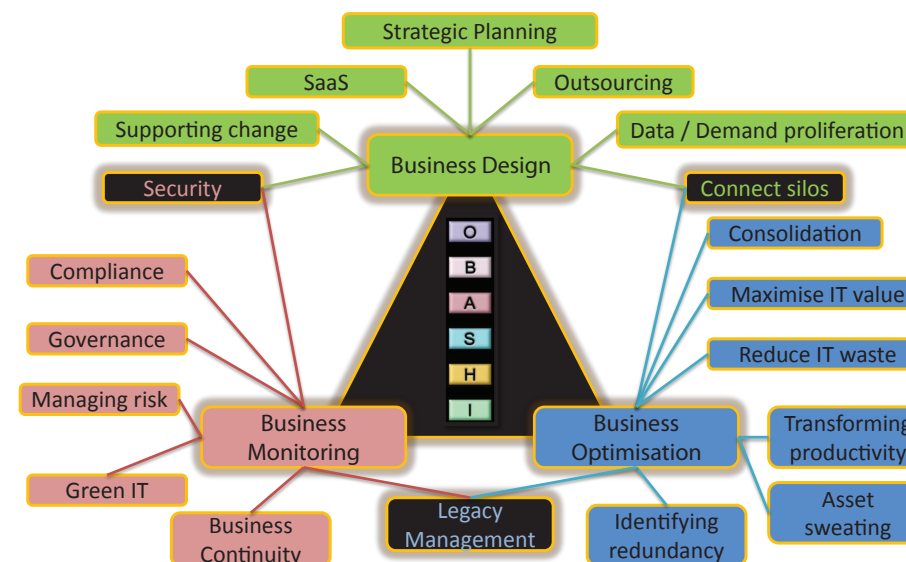 Strategic Planning
SaaS
Outsourcing
Supporting change
Data / Demand proliferation
Business Design
Security
Connect silos
O
B
A
S
H
I
Consolidation
Compliance
Maximise IT value
Governance
Reduce IT waste
Managing risk
Business
Monitoring
Business
Optimisation
Transforming
productivity
Green IT
Business
Continuity
Legacy
Management
Identifying
redundancy
Asset
sweating